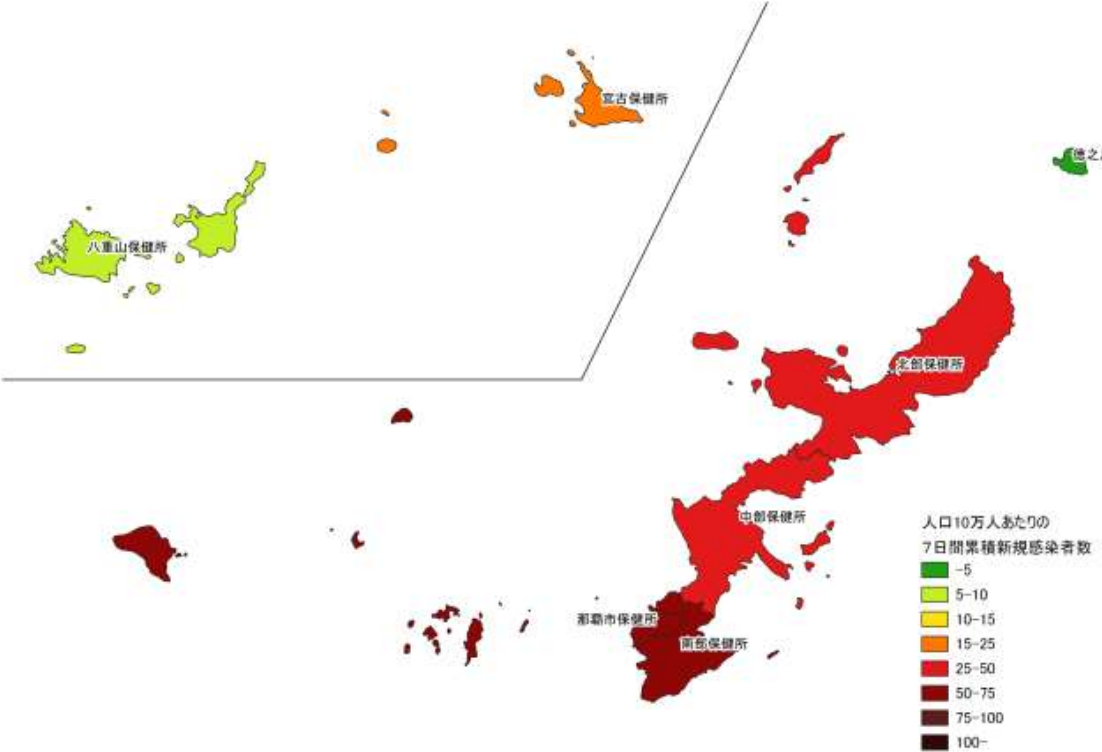 宮古保健所
徳之
八重山保健所
北部保健所
中部保健所
那覇市保健所
南部保健所
人口10万人あたりの
7日間累積新規感染者数
-5
5-10
10-15
15-25
25-50
50-75
75-100
100-